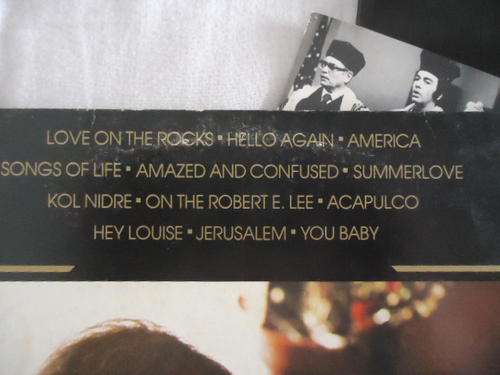 LOVE ON THE ROCKS ▪ HELLO AGAIN ▪ AMERICA
SONGS OF LIFE ▪ AMAZED AND CONFUSED ▪ SUMMERLOVE
KOL NIDRE ▪ ON THE ROBERT E. LEE ▪ ACAPULCO
HEY LOUISE ▪ JERUSALEM ▪ YOU BABY